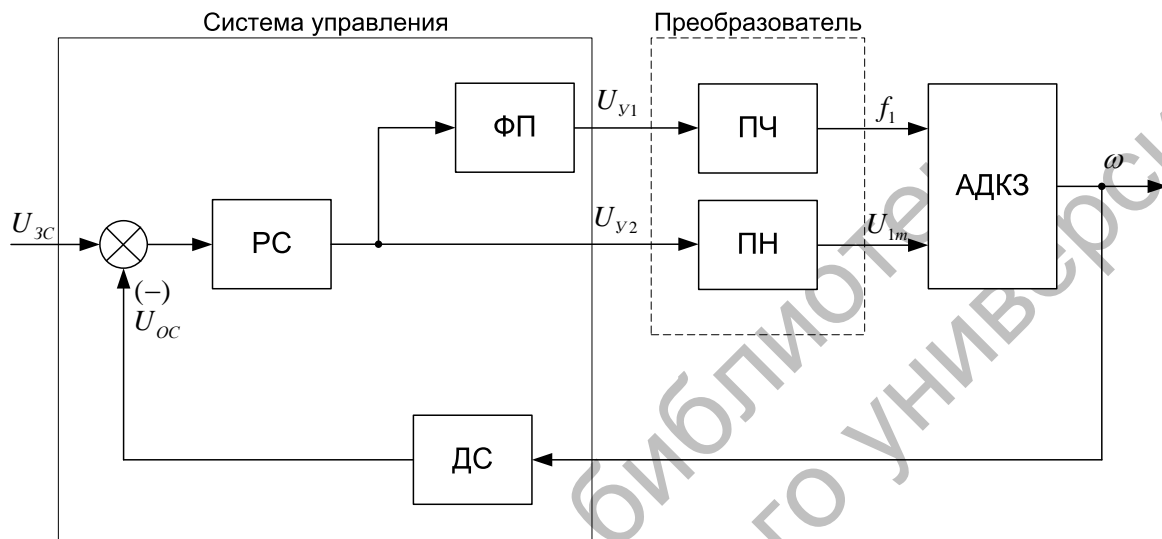 Система управления
Преобразователь
ФП
U_{У1}
ПЧ
f_1
АДКЗ
ω
U_{ЗС}
РС
U_{У2}
ПН
U_{1m}
(−)
U_{ОС}
ДС